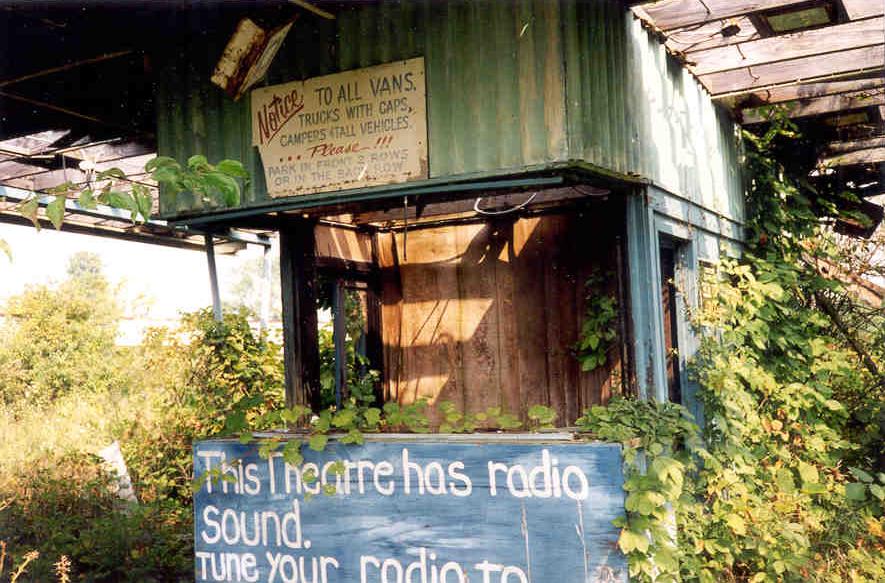 Notice TO ALL VANS,
TRUCKS WITH CAPS,
CAMPERS & TALL VEHICLES.
... Please - !!!
PARK IN FRONT 2 ROWS
OR IN THE BACK ROW
This Theatre has radio
sound.
Tune your radio to